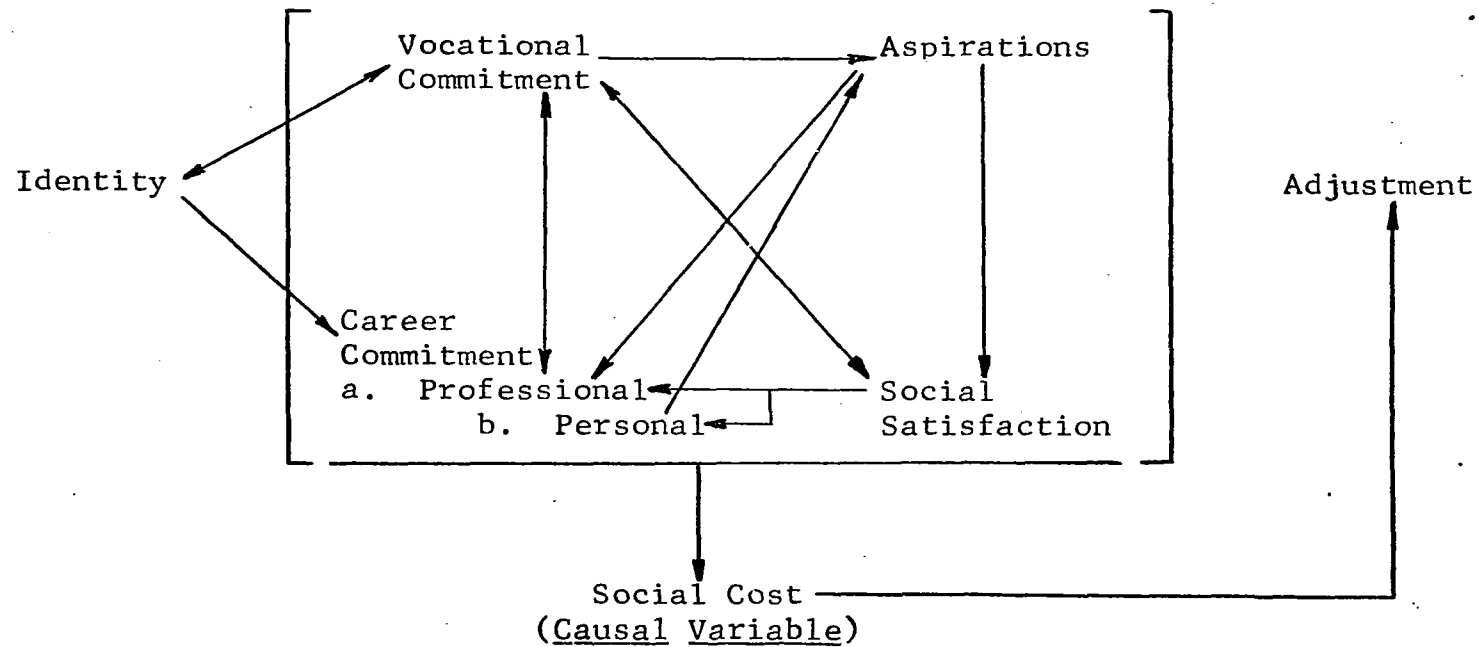 Vocational
Commitment
Aspirations
Identity
Adjustment
Career
Commitment
a. Professional
b. Personal
Social
Satisfaction
Social Cost
(Causal Variable)